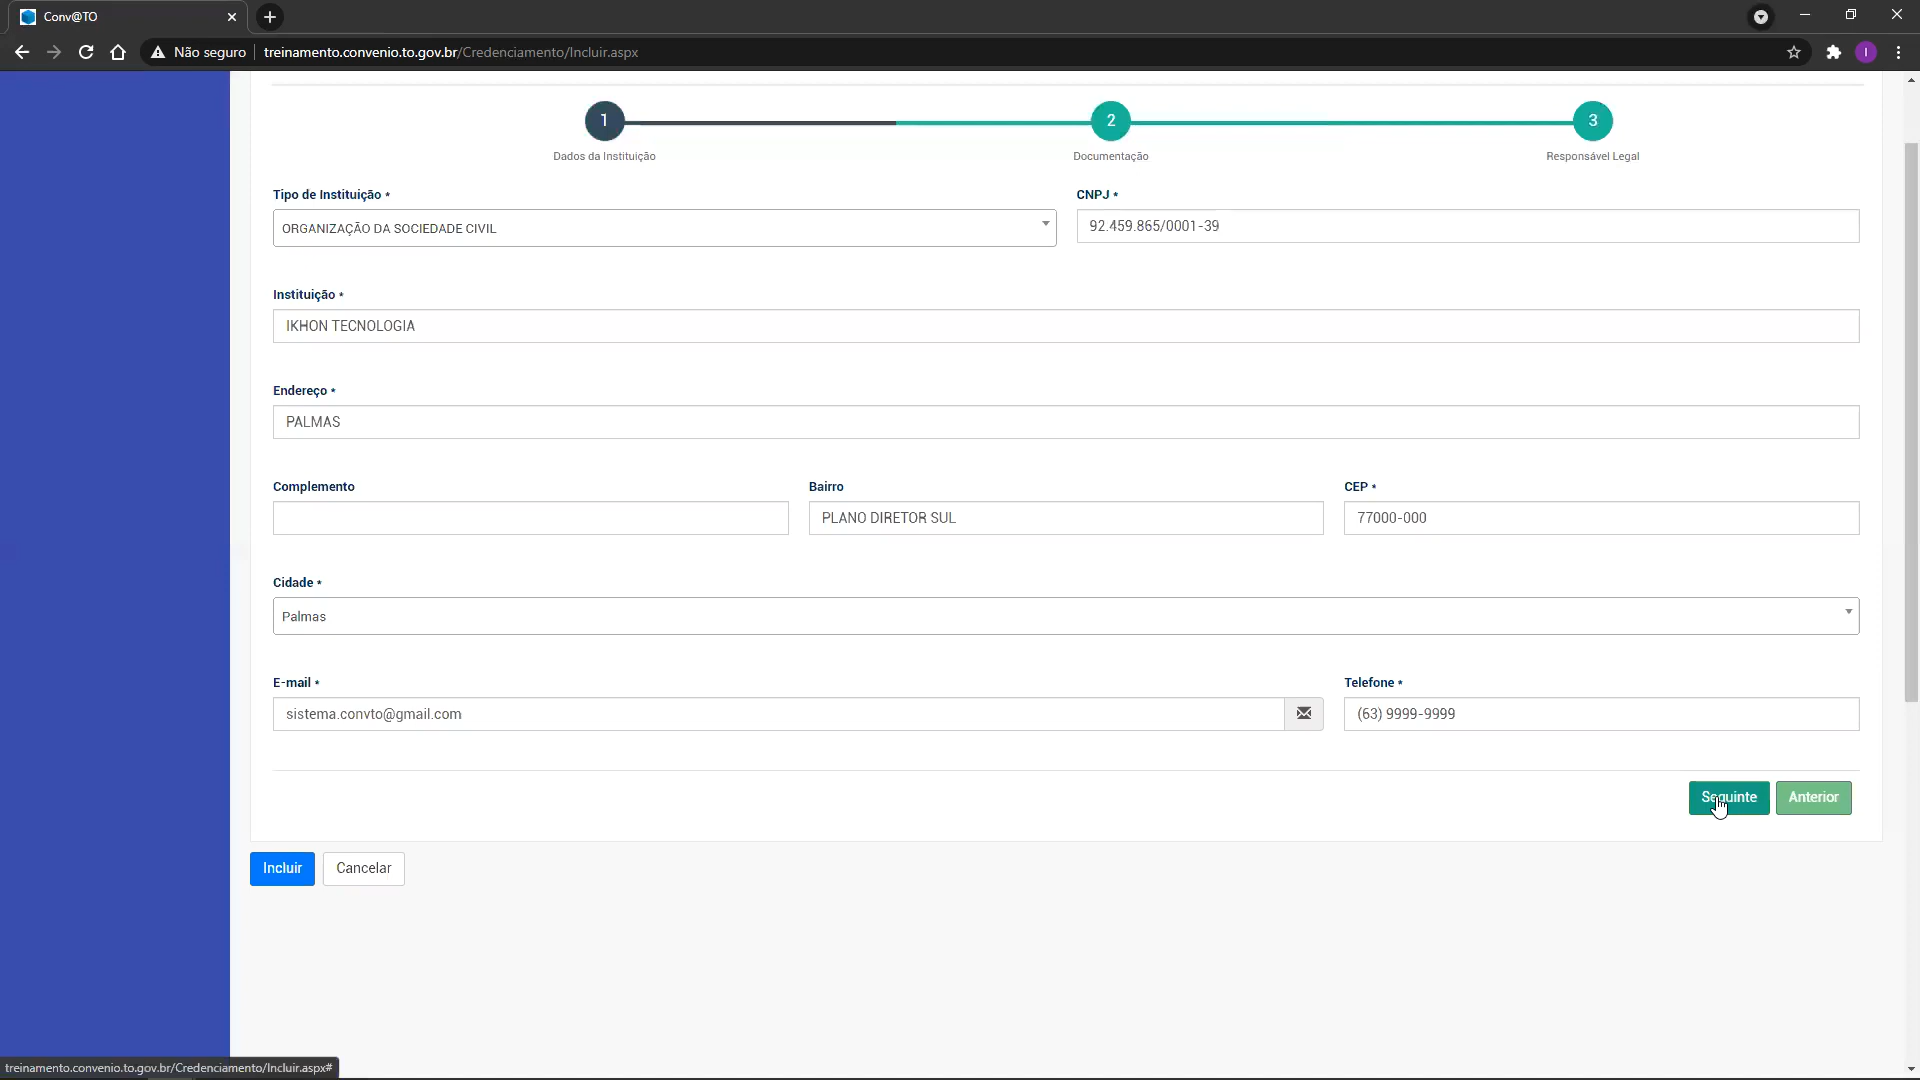 Conv@TO
Não seguro
treinamento.convenio.to.gov.br/Credenciamento/Incluir.aspx
I
1
2
3
Dados da Instituição
Documentação
Responsável Legal
Tipo de Instituição *
CNPJ *
ORGANIZAÇÃO DA SOCIEDADE CIVIL
92.459.865/0001-39
Instituição *
IKHON TECNOLOGIA
Endereço *
PALMAS
Complemento
Bairro
CEP *
PLANO DIRETOR SUL
77000-000
Cidade *
Palmas
E-mail *
Telefone *
sistema.convto@gmail.com
(63) 9999-9999
Seguinte
Anterior
Incluir
Cancelar
treinamento.convenio.to.gov.br/Credenciamento/Incluir.aspx#